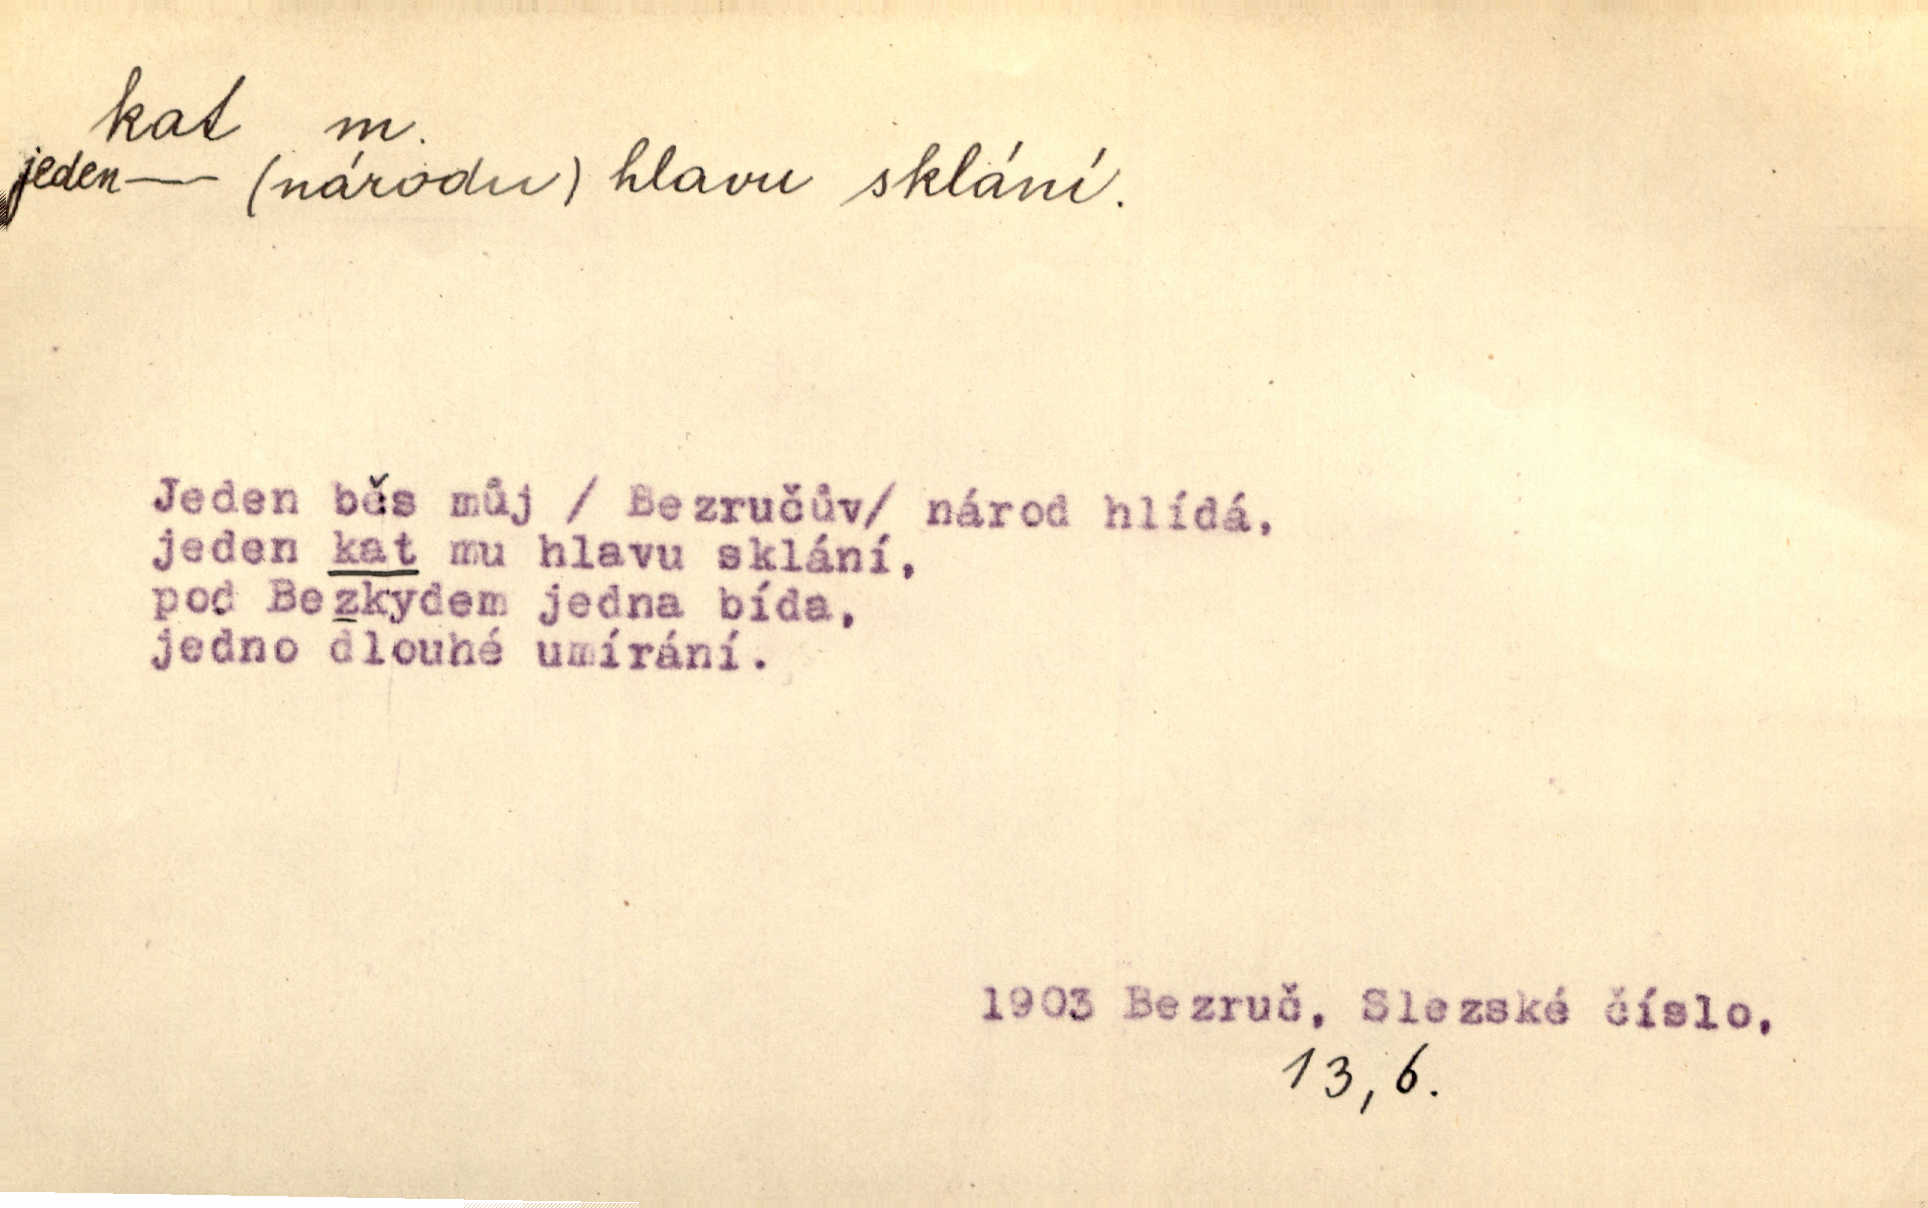 kat m.
jeden — (národu) hlavu sklání.
Jeden běs můj / Bezručův/ národ hlídá,
jeden kat mu hlavu sklání,
pod Bezkydem jedna bída,
jedno dlouhé umírání.
1903 Bezruč, Slezské číslo,
13,6.